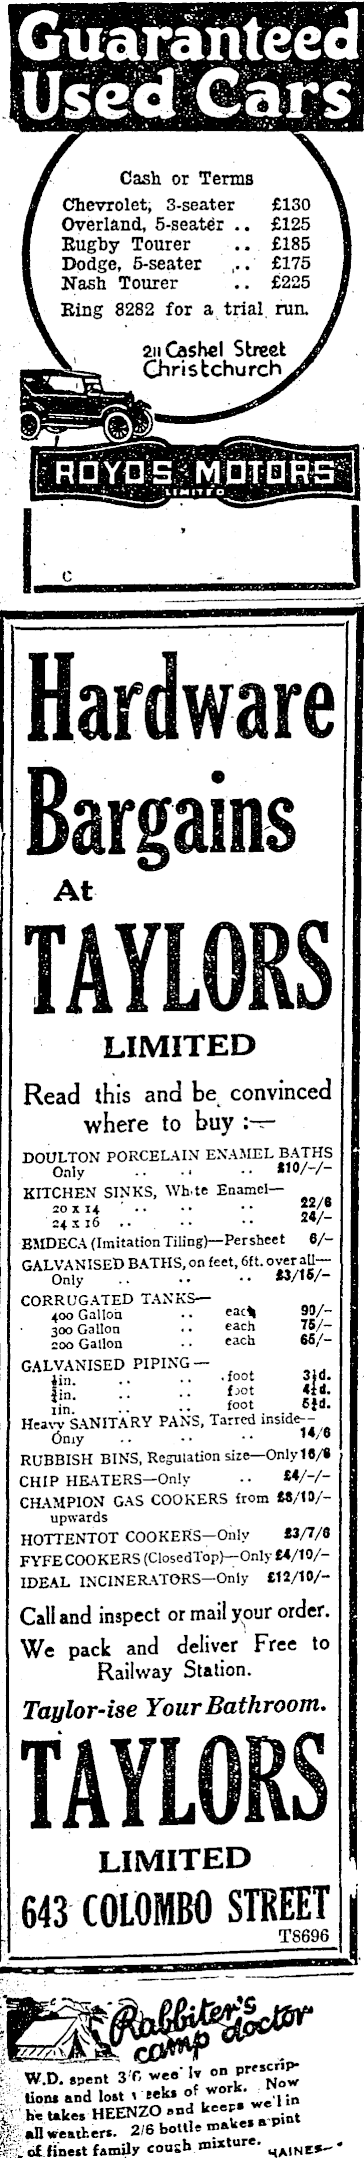 Guaranteed
Used Cars
Cash or Terms
Chevrolet, 3-seater £130
Overland, 5-seater .. £125
Rugby Tourer .. £185
Dodge, 5-seater .. £175
Nash Tourer .. £225
Ring 8282 for a trial run.
211 Cashel Street
Christchurch
ROYDS MOTORS
LIMITED
Hardware
Bargains
At
TAYLORS
LIMITED
Read this and be convinced
where to buy :—
DOULTON PORCELAIN ENAMEL BATHS
Only .. .. .. £10/-/-
KITCHEN SINKS, White Enamel—
20 x 14 .. .. .. 22/6
24 x 16 .. .. .. 24/-
EMDECA (Imitation Tiling)—Per sheet 6/-
GALVANISED BATHS, on feet, 6ft. over all—
Only .. .. .. £3/15/-
CORRUGATED TANKS—
400 Gallon .. each 90/-
300 Gallon .. each 75/-
200 Gallon .. each 65/-
GALVANISED PIPING—
.. .. foot
.. .. foot
1in. .. .. foot
Heavy SANITARY PANS, Tarred inside—
Only .. .. .. 14/6
RUBBISH BINS, Regulation size—Only 16/6
CHIP HEATERS—Only .. £4/-/-
CHAMPION GAS COOKERS from £8/10/-
upwards
HOTTENTOT COOKERS—Only £3/7/6
FYFE COOKERS (Closed Top)—Only £4/10/-
IDEAL INCINERATORS—Only £12/10/-
Call and inspect or mail your order.
We pack and deliver Free to
Railway Station.
Taylor-ise Your Bathroom.
TAYLORS
LIMITED
643 COLOMBO STREET
T8696
Rabbiter's
camp doctor
W.D. spent 3/6 weekly on prescrip-
tions and lost weeks of work. Now
he takes HEENZO and keeps well in
all weathers. 2/6 bottle makes a pint
of finest family cough mixture.
HAINES